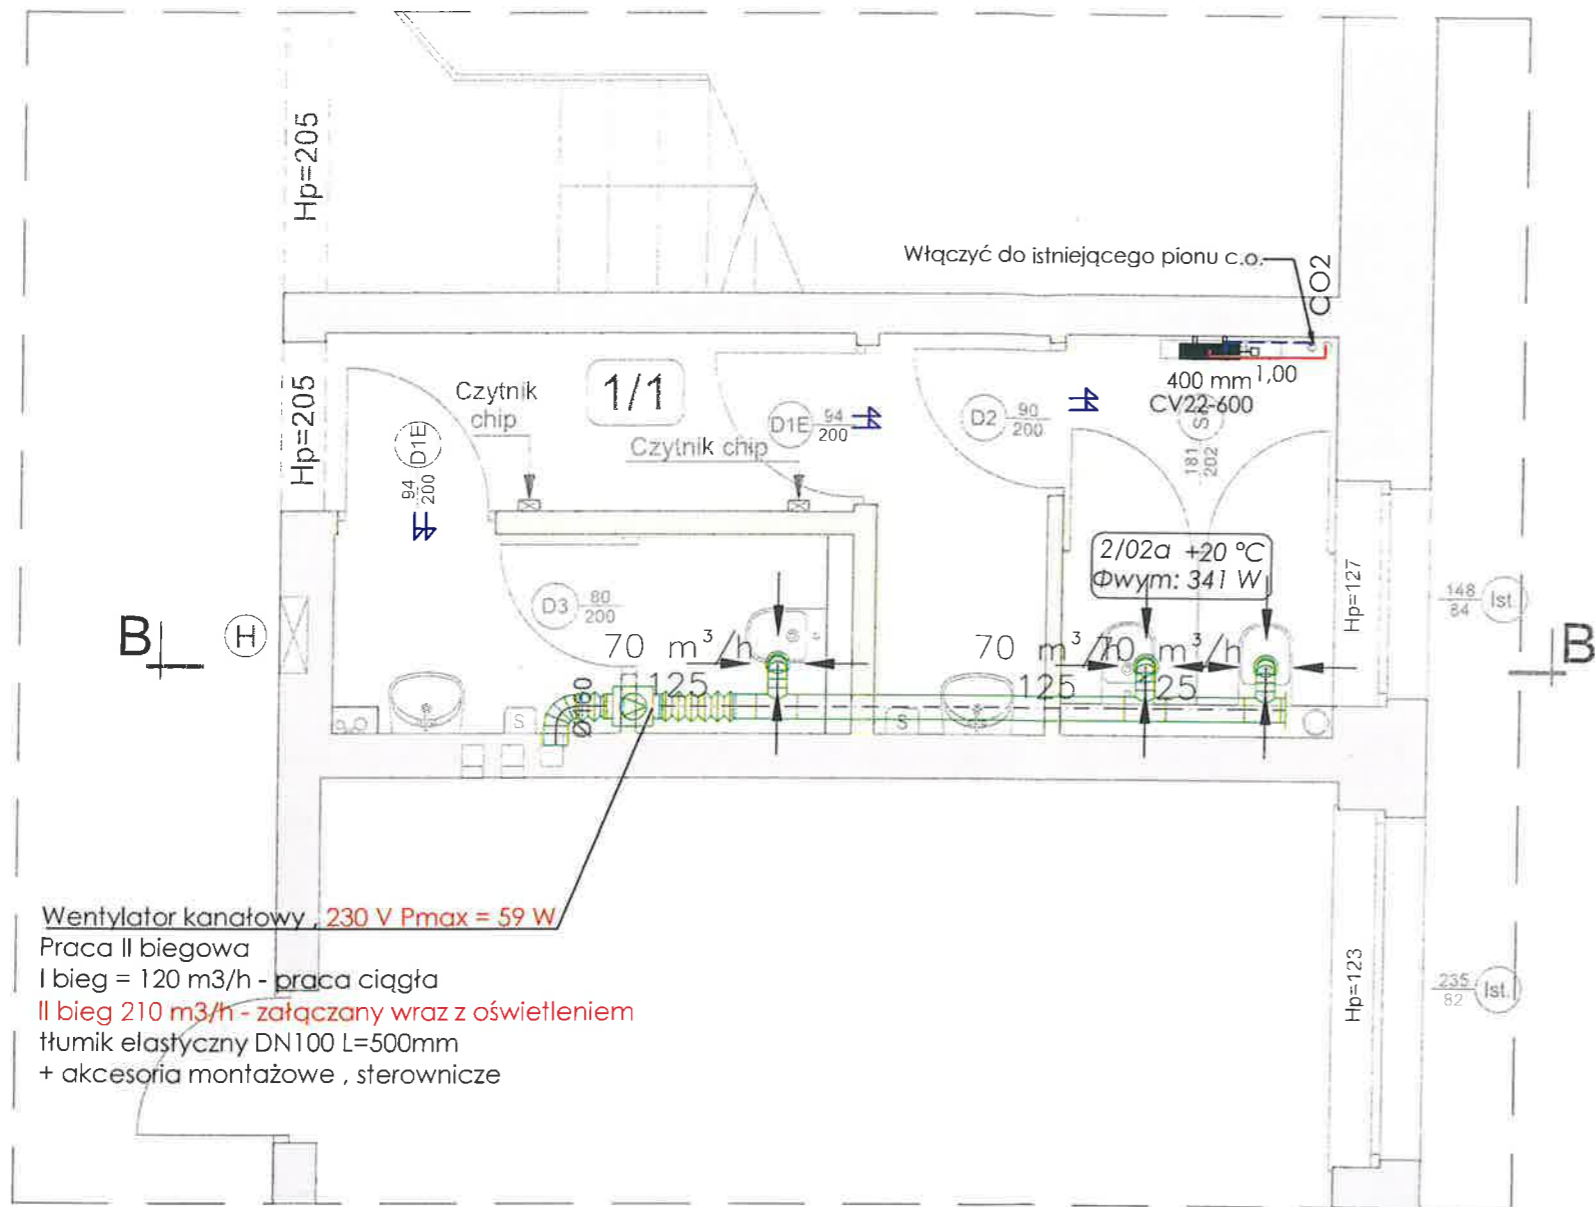 Hp=205
Włączyć do istniejącego pionu c.o.
CO2
Hp=205
1/1
Czytnik
chip
D1E
94
200
Czytnik chip
D1E 94
200
D2 90
200
400 mm 1,00
CV22-600
181
202
2/02a +20 °C
Φwym: 341 W
Hp=127
148
84
Ist.
D3 80
200
B
H
70 m³/h
125
70 m³/h
125
70 m³/h
125
B
Ø160
S
S
Wentylator kanałowy , 230 V Pmax = 59 W
Praca II biegowa
I bieg = 120 m3/h - praca ciągła
II bieg 210 m3/h - załączany wraz z oświetleniem
tłumik elastyczny DN100 L=500mm
+ akcesoria montażowe , sterownicze
Hp=123
235
82
Ist.